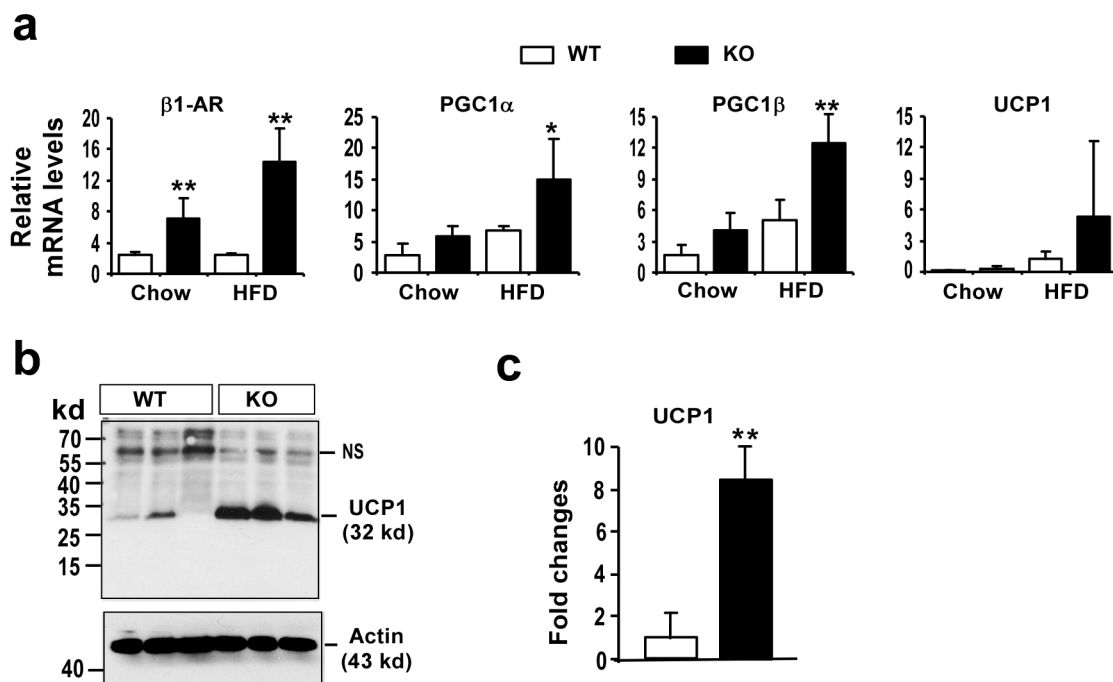 a
WT KO
β1-AR PGC1α PGC1β UCP1
Relative
mRNA levels
20
16
12
8
4
0
** **
Chow HFD
25
20
15
10
5
0
*
Chow HFD
15
12
9
6
3
0
**
Chow HFD
15
12
9
6
3
0
Chow HFD
b
WT KO
kd
70
55
40
35
25
15
NS
UCP1
(32 kd)
Actin
(43 kd)
40
c
UCP1
**
Fold changes
10
8
6
4
2
0